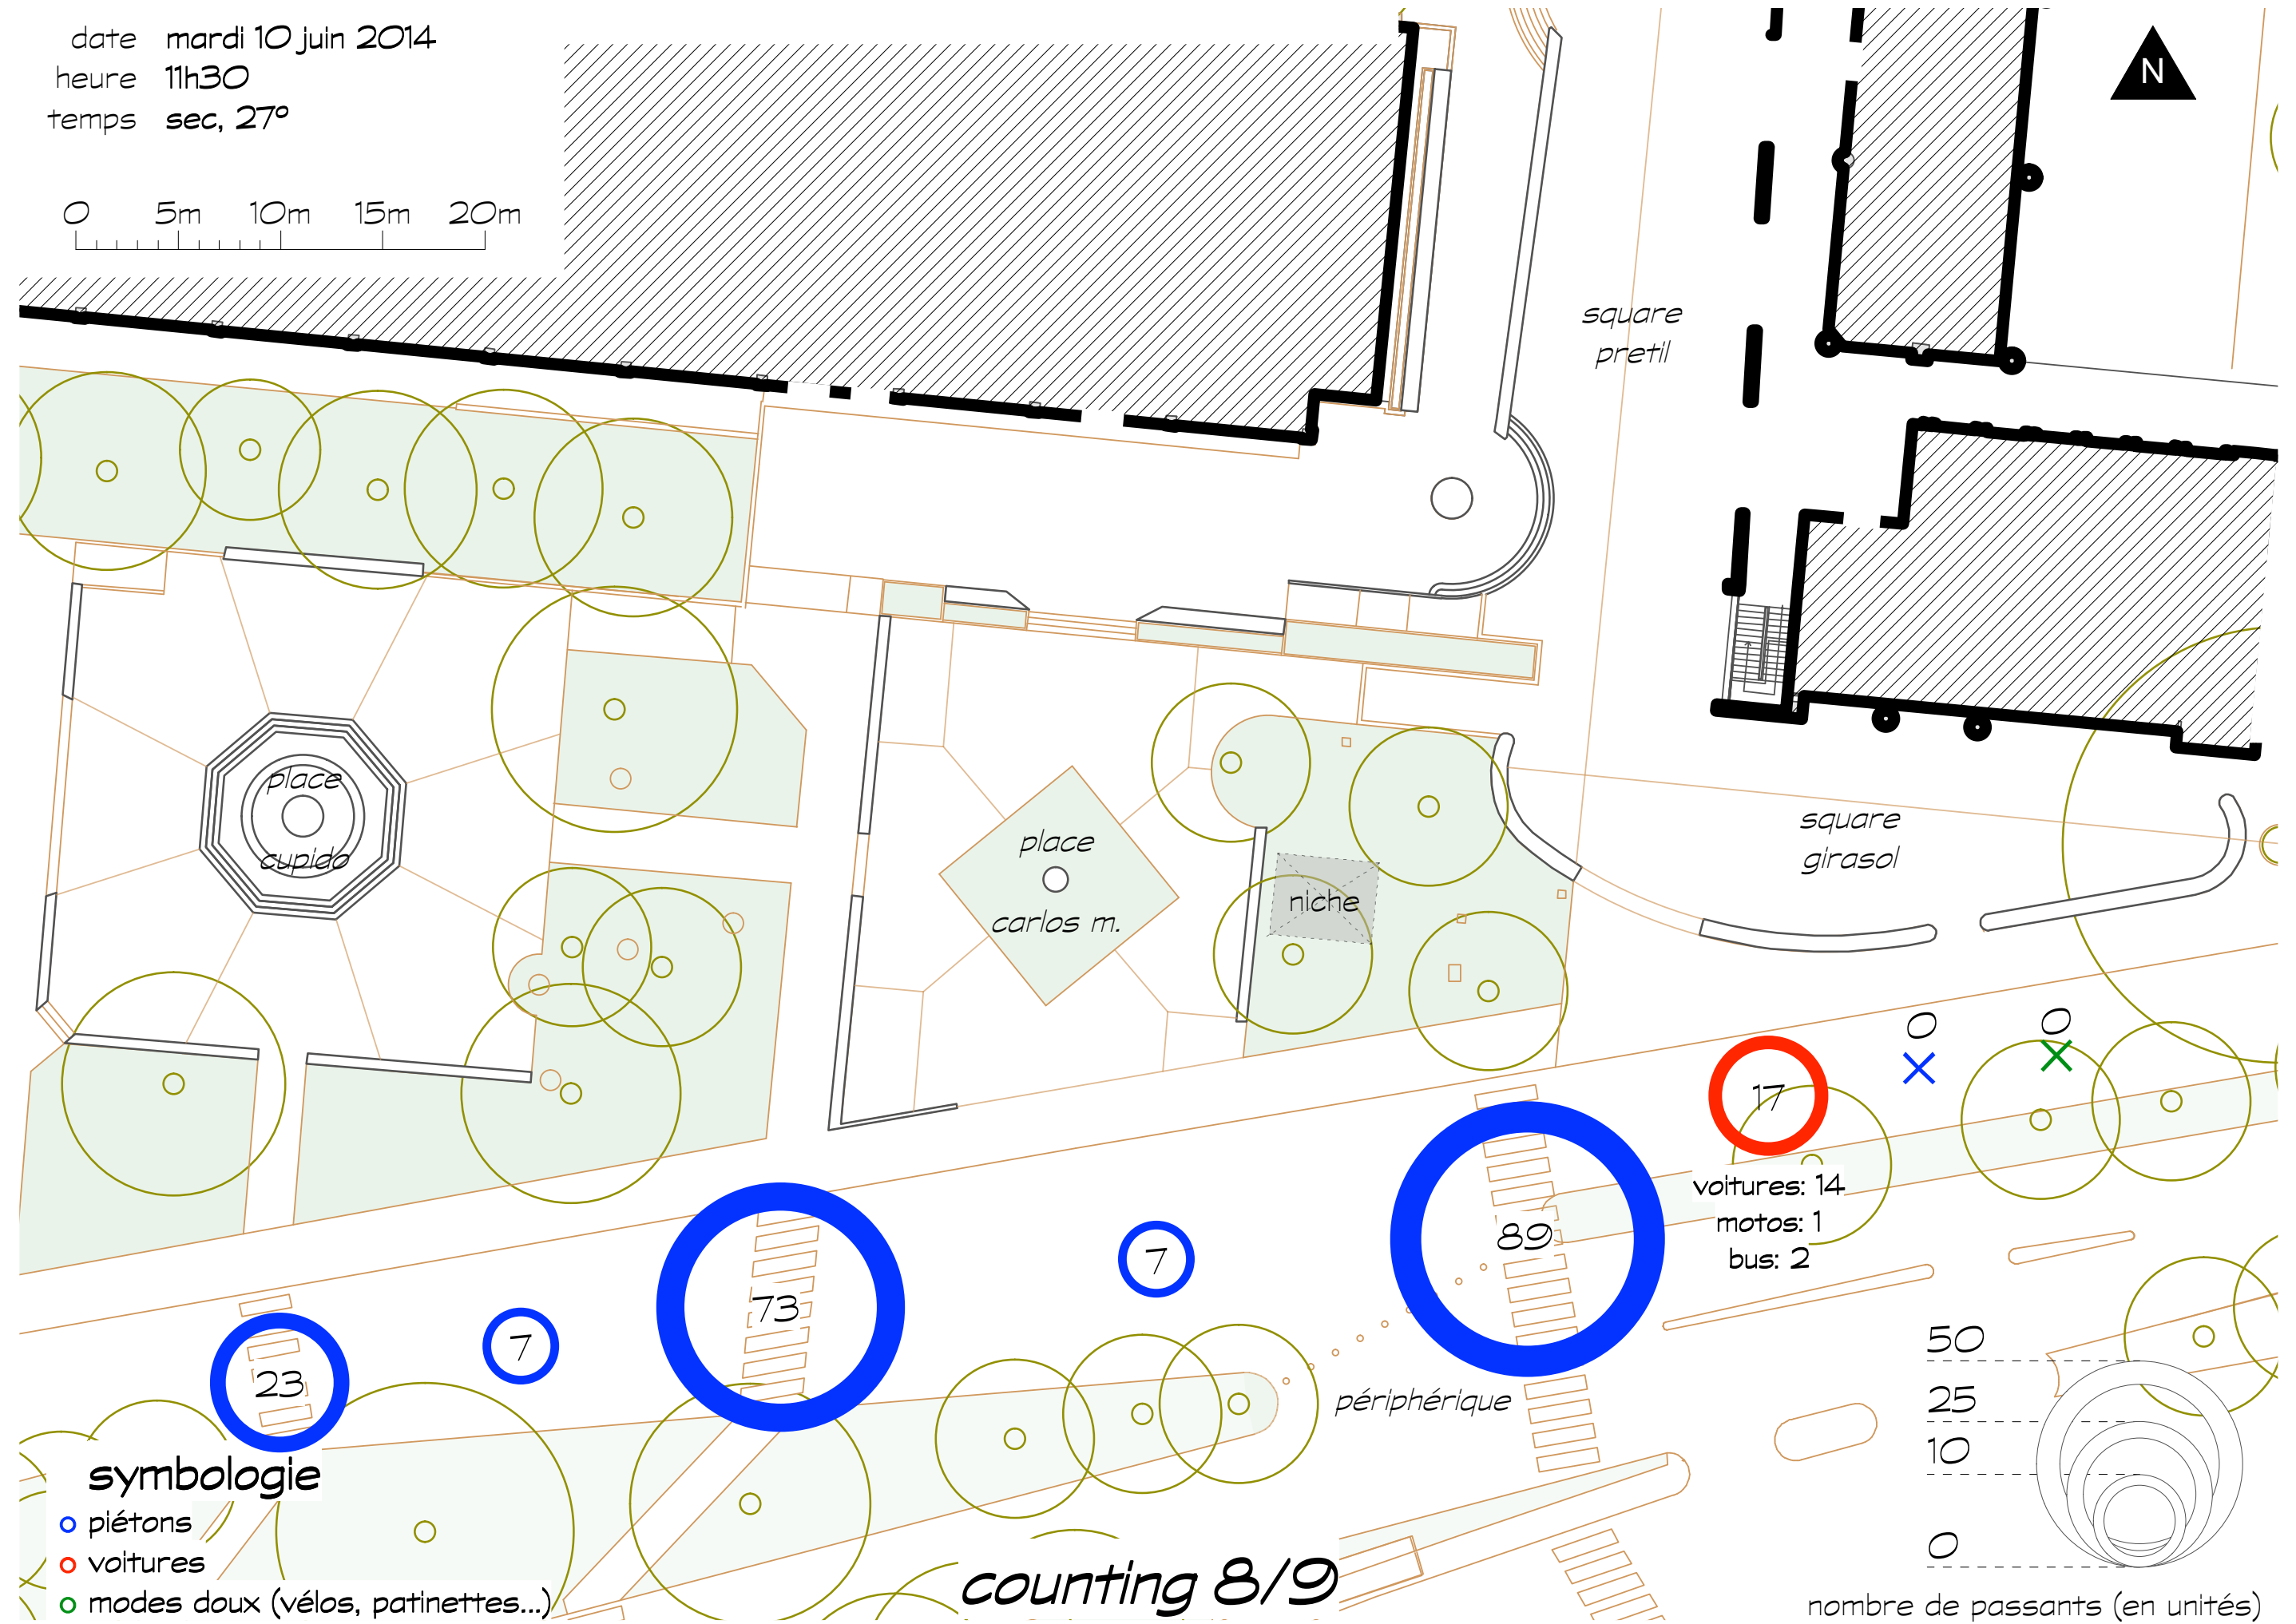 date mardi 10 juin 2014
heure 11h30
temps sec, 27°
0 5m 10m 15m 20m
N
square
pretil
place
cupido
place
carlos m.
niche
square
girasol
0
0
17
voitures: 14
motos: 1
bus: 2
89
7
73
7
23
périphérique
symbologie
piétons
voitures
modes doux (vélos, patinettes...)
counting 8/9
50
25
10
0
nombre de passants (en unités)